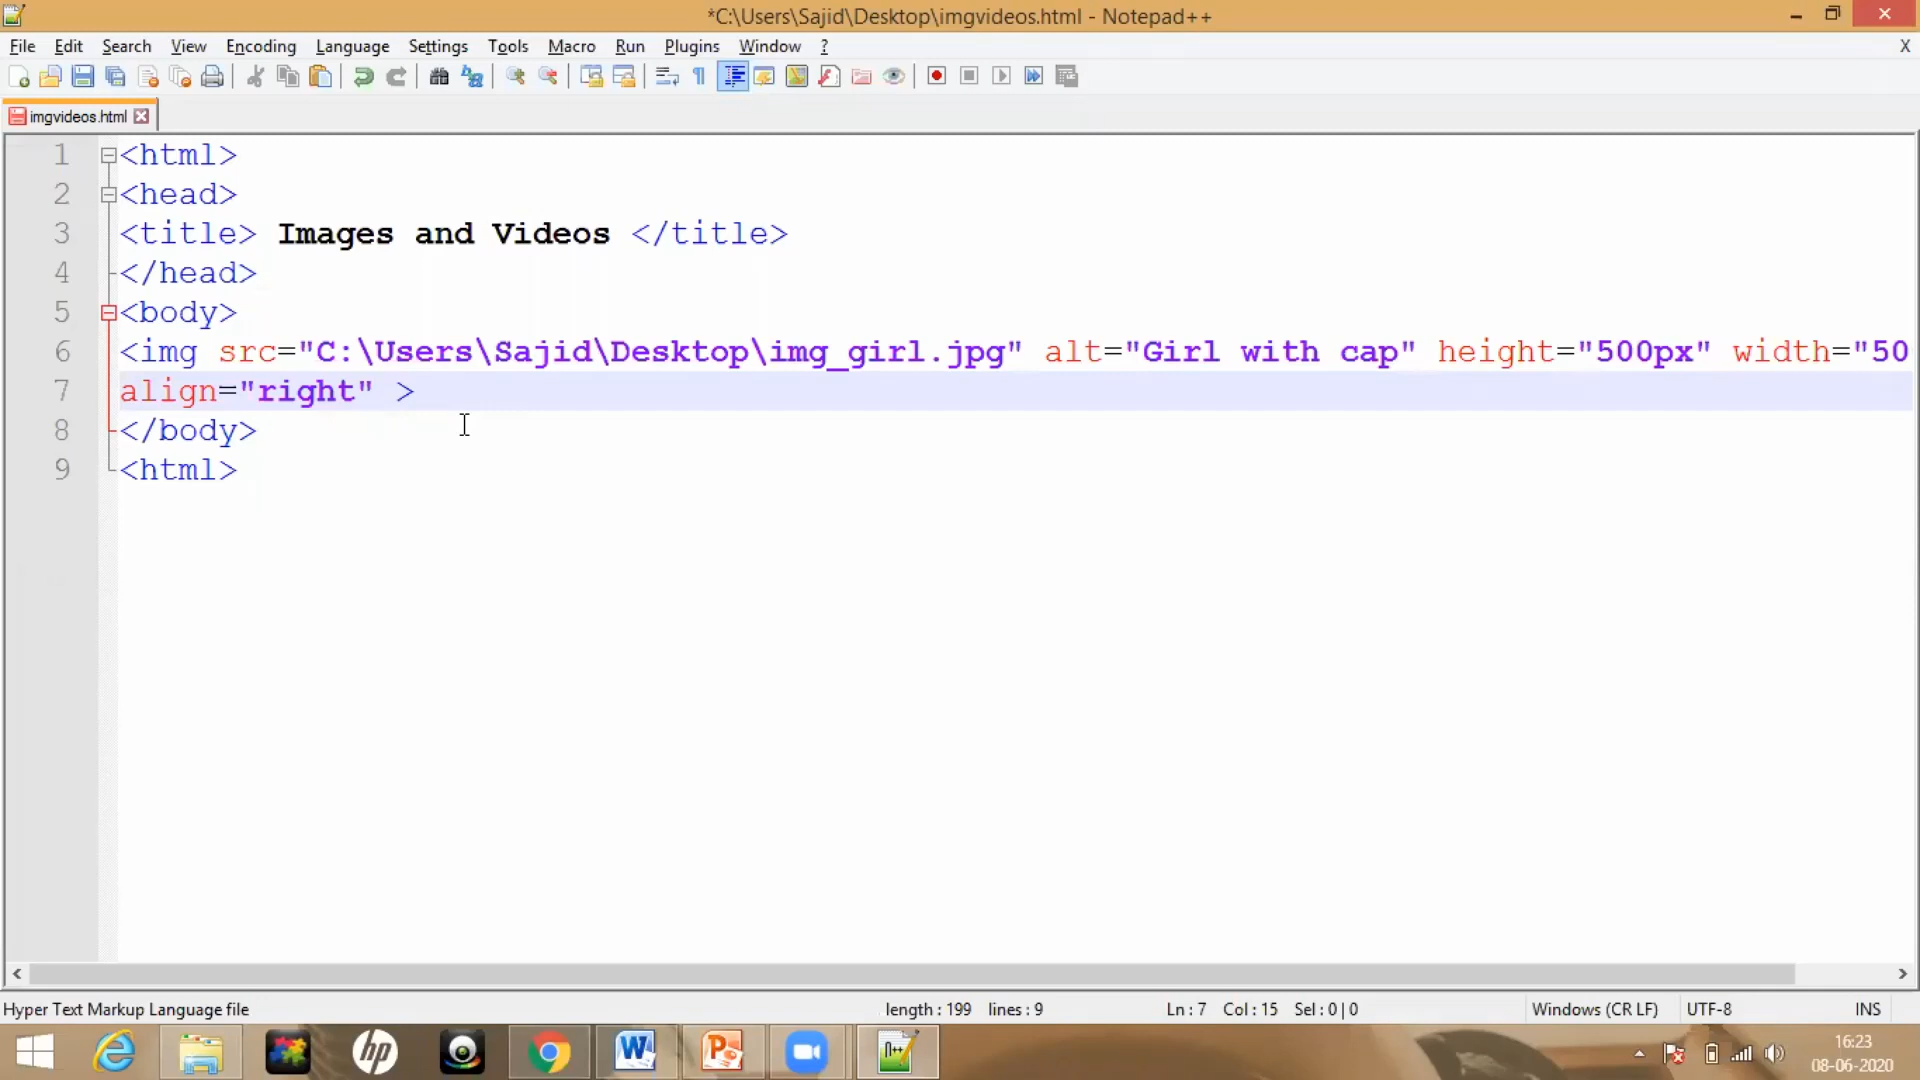 *C:\Users\Sajid\Desktop\imgvideos.html - Notepad++
File Edit Search View Encoding Language Settings Tools Macro Run Plugins Window ? X
imgvideos.html
1 <html>
2 <head>
3 <title> Images and Videos </title>
4 </head>
5 <body>
6 <img src="C:\Users\Sajid\Desktop\img_girl.jpg" alt="Girl with cap" height="500px" width="50
7 align="right" >
8 </body>
9 <html>
Hyper Text Markup Language file length : 199 lines : 9 Ln : 7 Col : 15 Sel : 0 | 0 Windows (CR LF) UTF-8 INS
16:23
08-06-2020